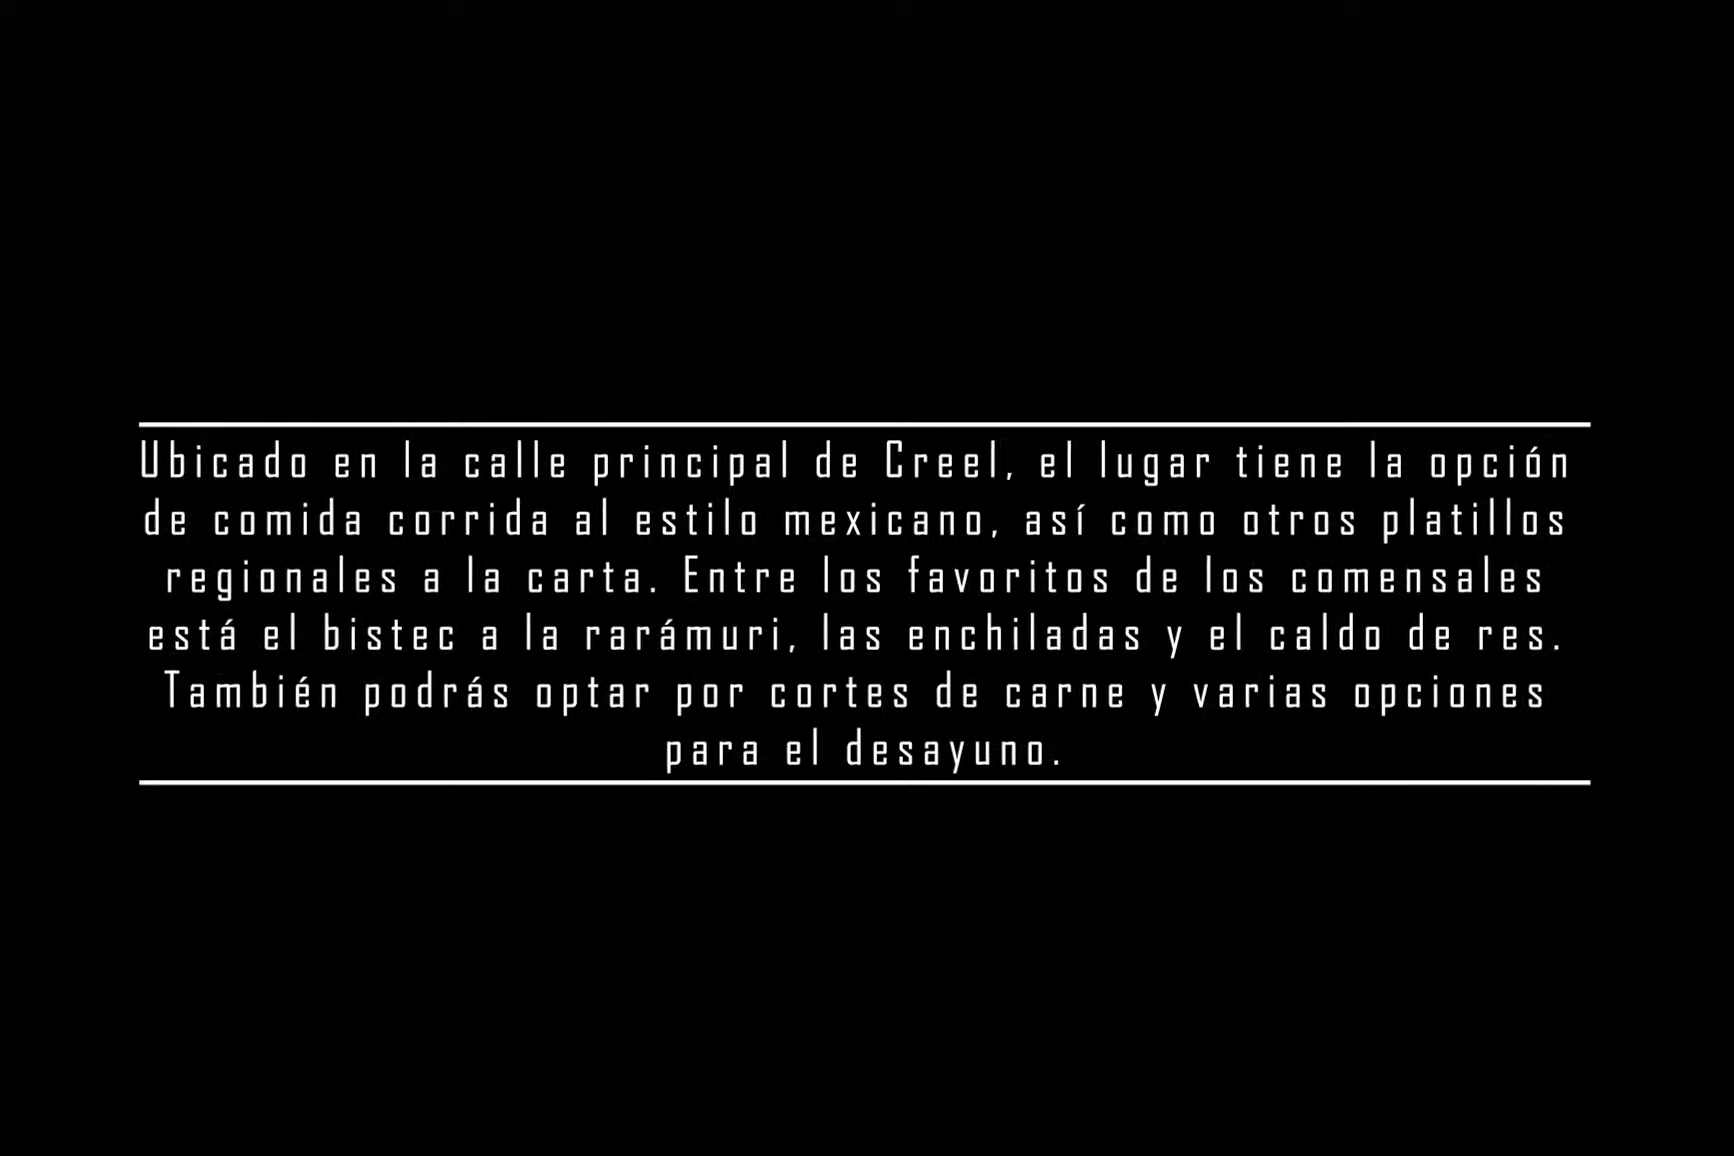 Ubicado en la calle principal de Creel, el lugar tiene la opción
de comida corrida al estilo mexicano, así como otros platillos
regionales a la carta. Entre los favoritos de los comensales
está el bistec a la rarámuri, las enchiladas y el caldo de res.
También podrás optar por cortes de carne y varias opciones
para el desayuno.